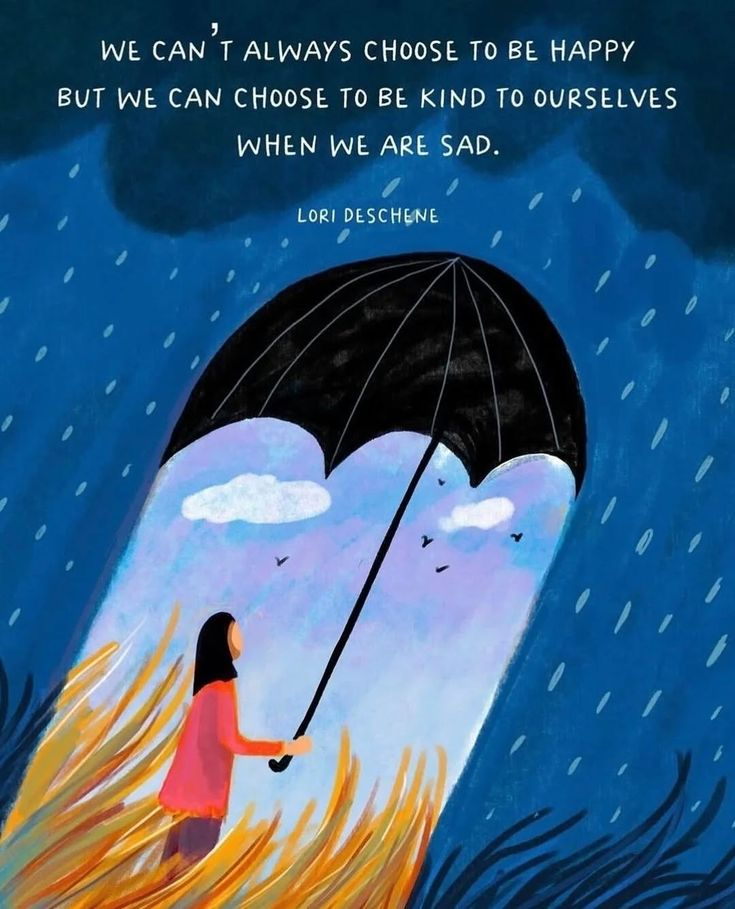 WE CAN'T ALWAYS CHOOSE TO BE HAPPY
BUT WE CAN CHOOSE TO BE KIND TO OURSELVES
WHEN WE ARE SAD.
LORI DESCHENE